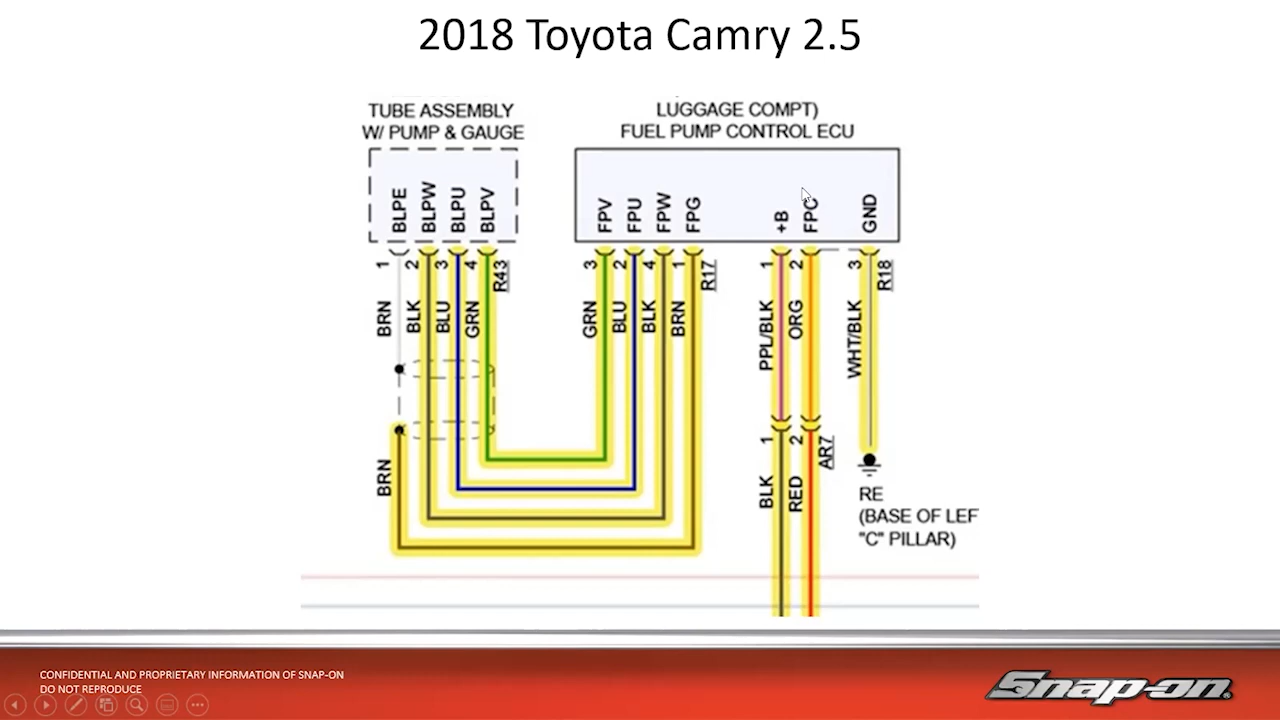 2018 Toyota Camry 2.5
TUBE ASSEMBLY
W/ PUMP & GAUGE
LUGGAGE COMPT)
FUEL PUMP CONTROL ECU
BLPE
BLPW
BLPU
BLPV
FPV
FPU
FPW
FPG
+B
FPC
GND
1
2
3
4
R43
3
2
4
1
R17
1
2
3
R18
BRN
BLK
BLU
GRN
GRN
BLU
BLK
BRN
PPL/BLK
ORG
WHT/BLK
1
2
AR7
BRN
BLK
RED
RE
(BASE OF LEF
"C" PILLAR)
CONFIDENTIAL AND PROPRIETARY INFORMATION OF SNAP-ON
DO NOT REPRODUCE
Snap-on